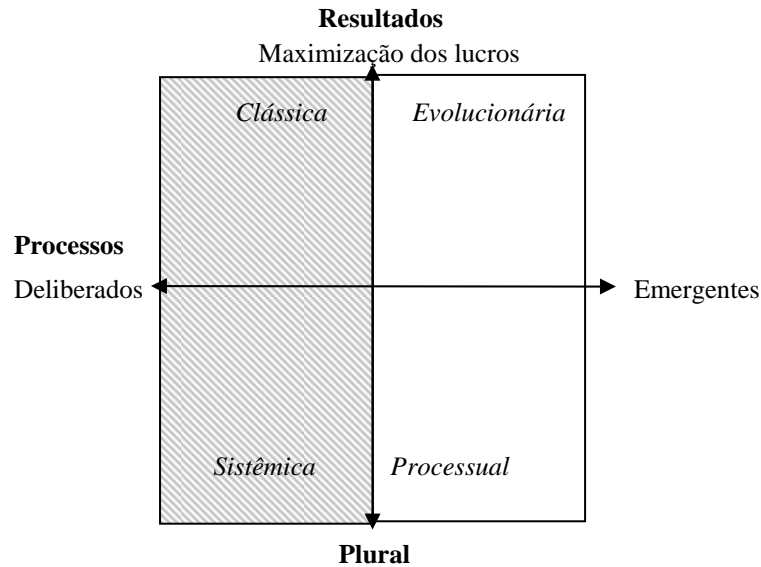 Resultados
Maximização dos lucros
Clássica
Evolucionária
Processos
Deliberados
Emergentes
Sistêmica
Processual
Plural